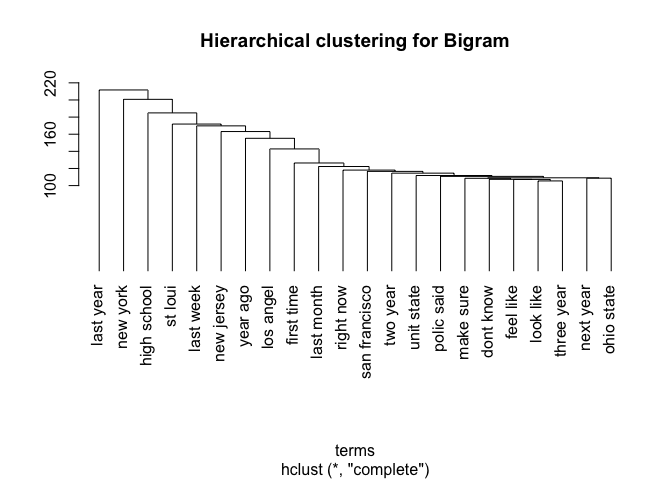 Hierarchical clustering for Bigram
220
160
100
last year
new york
high school
st loui
last week
new jersey
year ago
los angel
first time
last month
right now
san francisco
two year
unit state
polic said
make sure
dont know
feel like
look like
three year
next year
ohio state
terms
hclust (*, "complete")